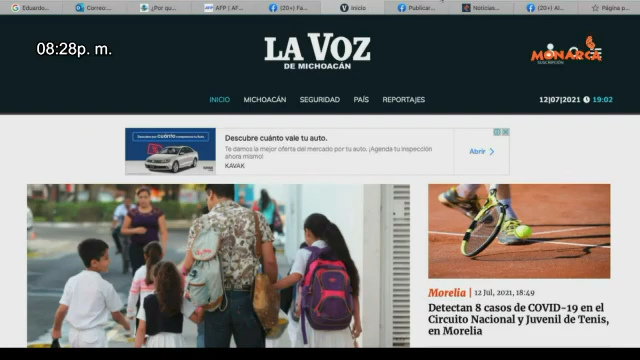 Eduardo...
Correo:...
¿Por qu...
AFP | AF...
(20+) Fa...
Inicio
Publicar...
Noticias...
(20+) Al...
Página p...
08:28p. m.
LA VOZ
DE MICHOACÁN
MONARCA
SUSCRIPCIÓN
INICIO MICHOACÁN SEGURIDAD PAÍS REPORTAJES
12|07|2021 19:02
Descubre cuánto vale tu auto.
Te damos la mejor oferta del mercado por tu auto. ¡Agenda tu inspección
ahora mismo!
KAVAK
Abrir
Morelia | 12 Jul, 2021, 18:49
Detectan 8 casos de COVID-19 en el
Circuito Nacional y Juvenil de Tenis,
en Morelia